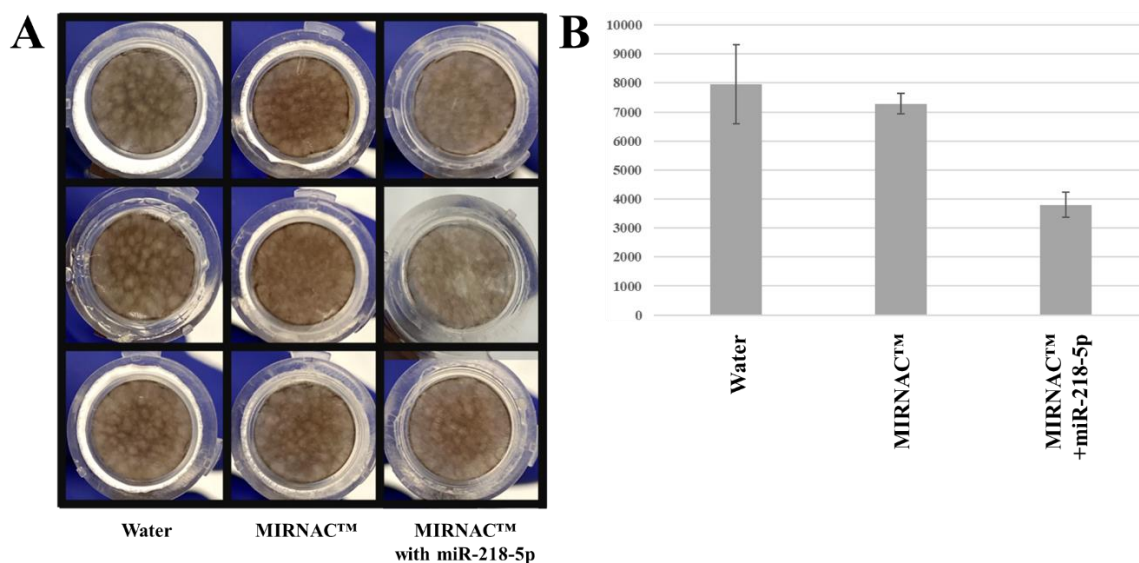 A
Water
MIRNAC™
MIRNAC™
with miR-218-5p
B
10000
9000
8000
7000
6000
5000
4000
3000
2000
1000
0
Water
MIRNAC™
MIRNAC™
+miR-218-5p